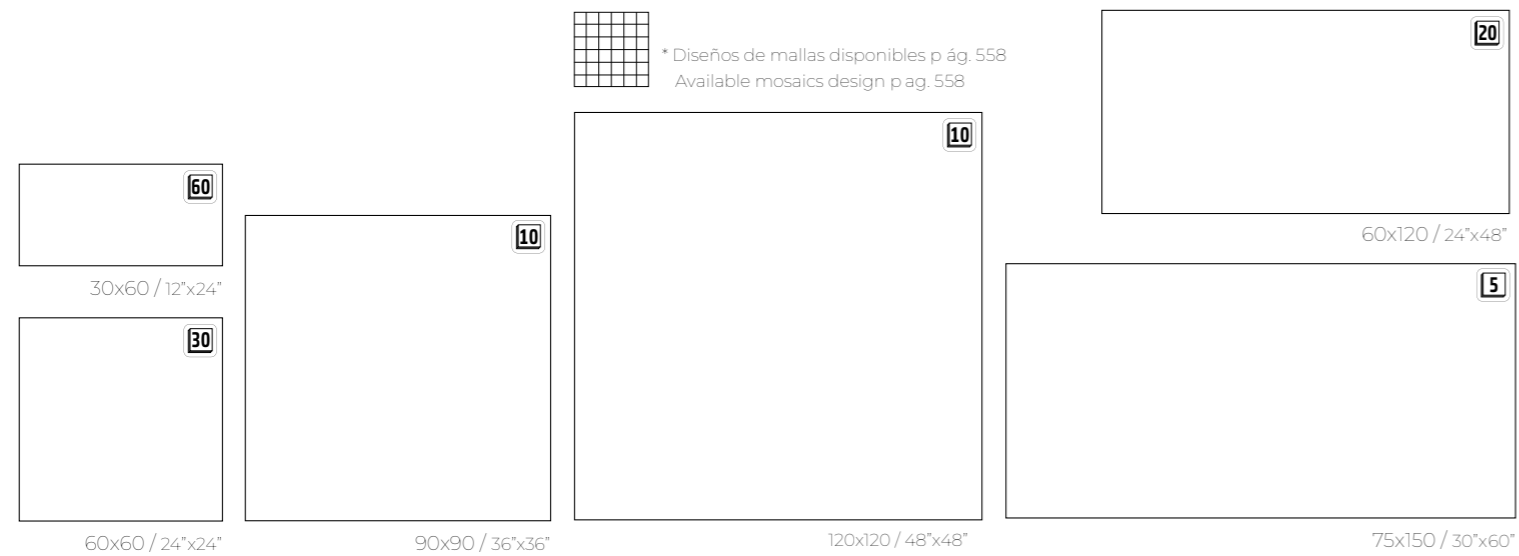 * Diseños de mallas disponibles p ág. 558
Available mosaics design p ag. 558
60
30x60 / 12”x24”
30
60x60 / 24”x24”
10
90x90 / 36”x36”
10
120x120 / 48”x48”
20
60x120 / 24”x48”
5
75x150 / 30”x60”